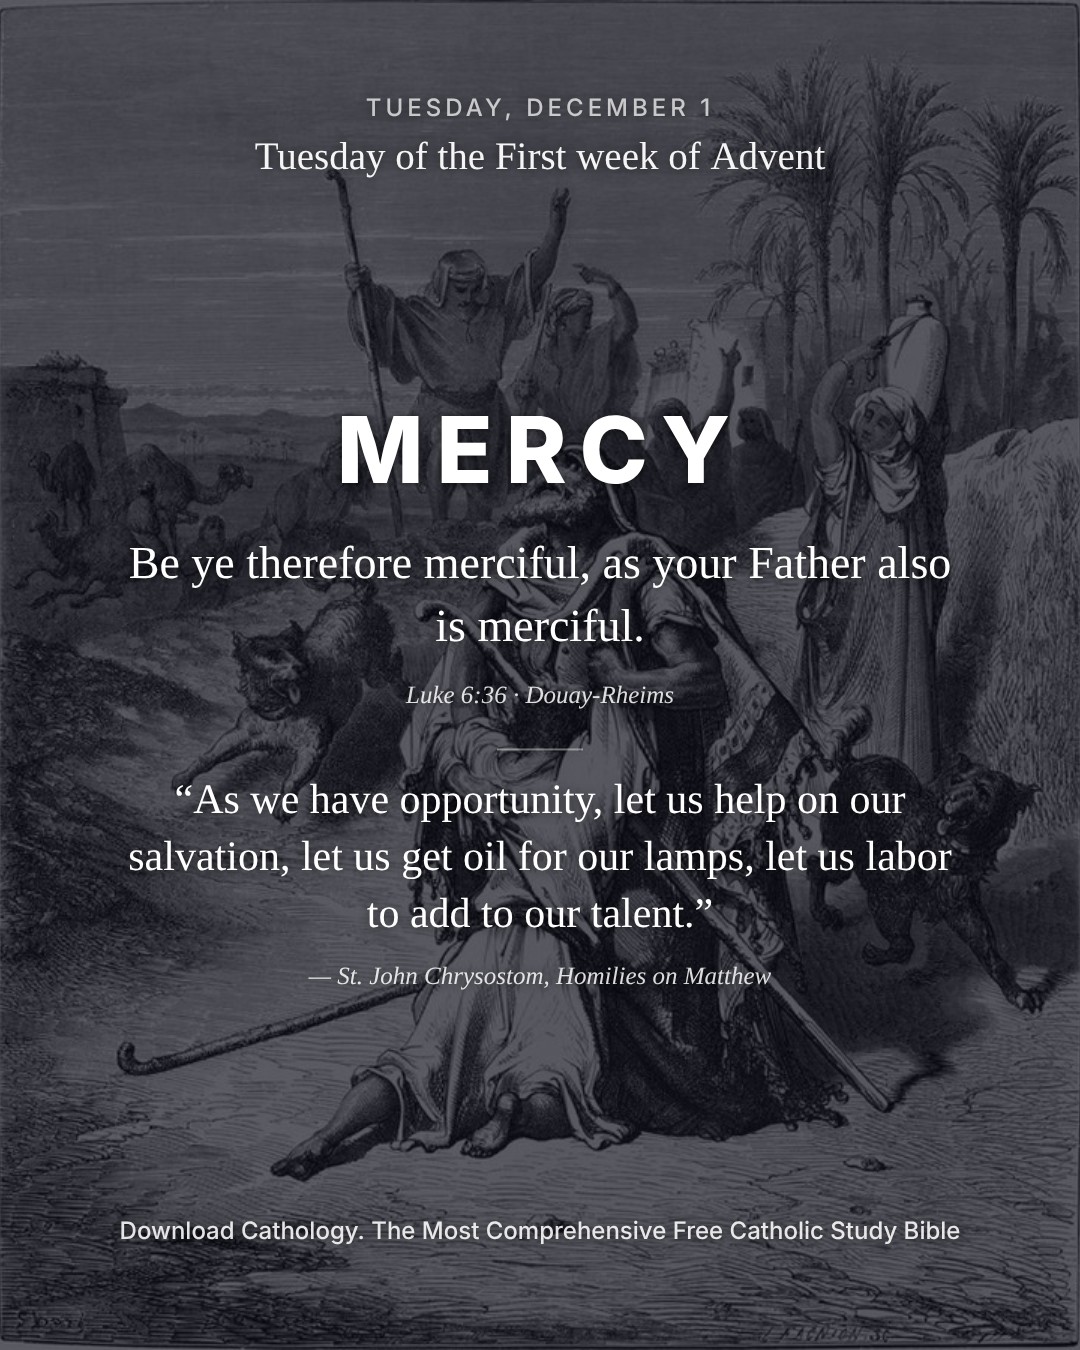 TUESDAY, DECEMBER 1
Tuesday of the First week of Advent
MERCY
Be ye therefore merciful, as your Father also
is merciful.
Luke 6:36 · Douay-Rheims
“As we have opportunity, let us help on our
salvation, let us get oil for our lamps, let us labor
to add to our talent.”
— St. John Chrysostom, Homilies on Matthew
Download Cathology. The Most Comprehensive Free Catholic Study Bible